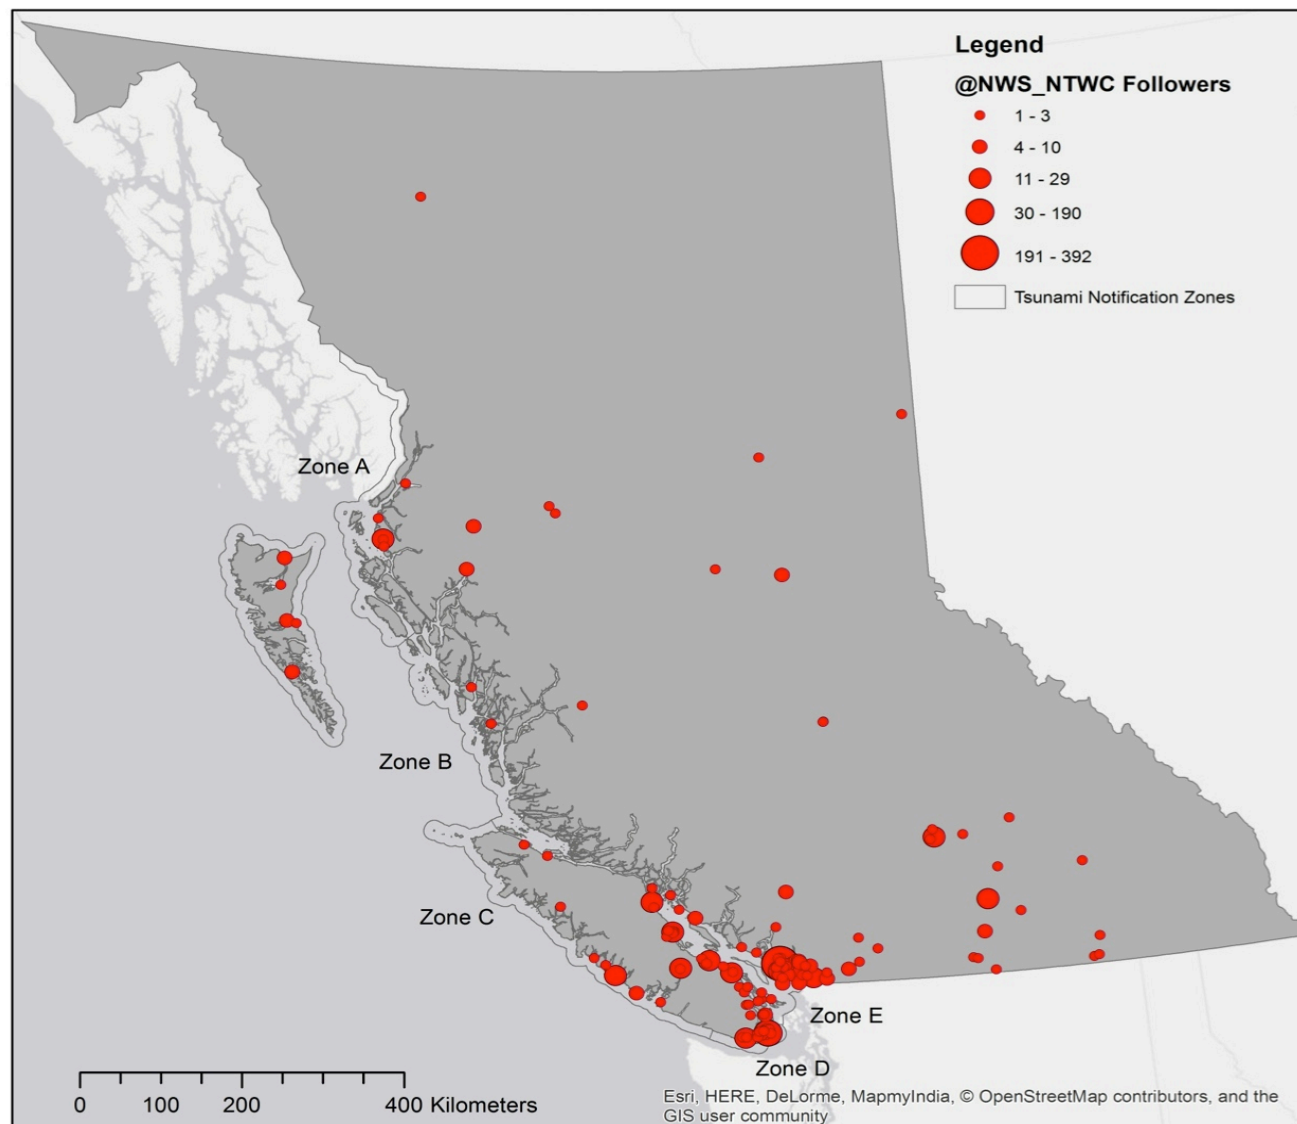 Legend
@NWS_NTWC Followers
1 - 3
4 - 10
11 - 29
30 - 190
191 - 392
Tsunami Notification Zones
Zone A
Zone B
Zone C
Zone E
Zone D
0 100 200 400 Kilometers
Esri, HERE, DeLorme, MapmyIndia, © OpenStreetMap contributors, and the
GIS user community